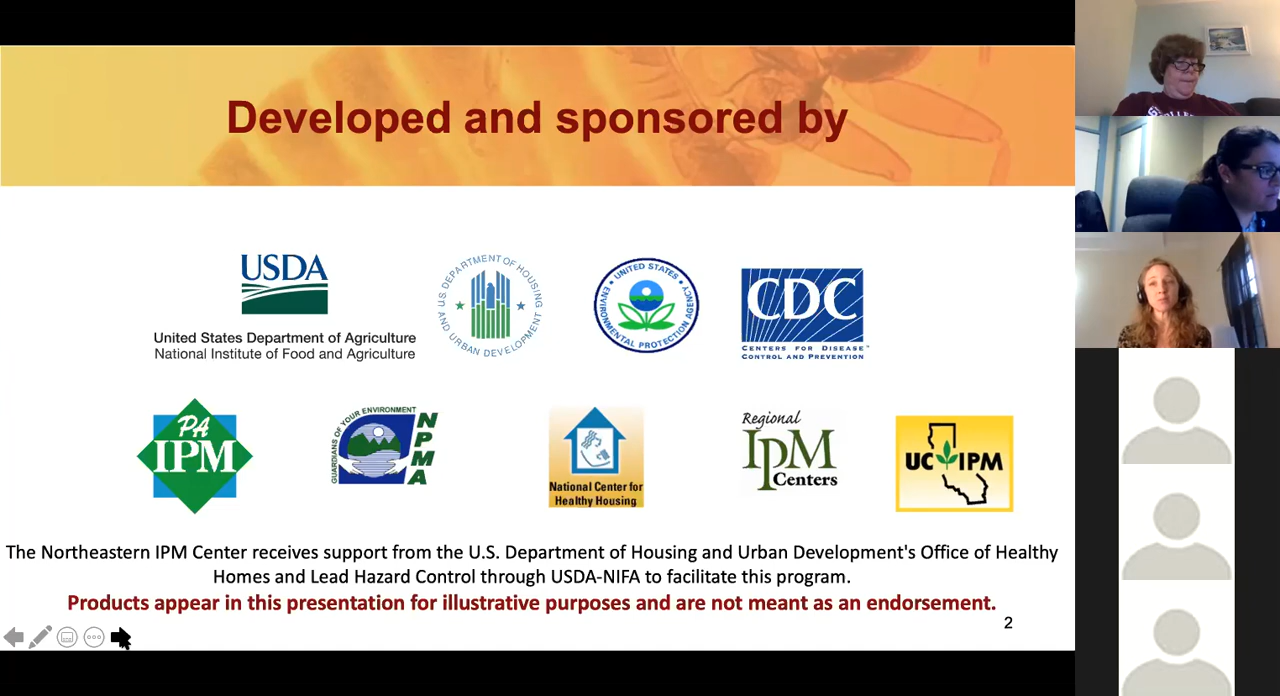 Developed and sponsored by
USDA
United States Department of Agriculture
National Institute of Food and Agriculture
US DEPARTMENT OF HOUSING
AND URBAN DEVELOPMENT
UNITED STATES
ENVIRONMENTAL PROTECTION AGENCY
CDC
CENTERS FOR DISEASE
CONTROL AND PREVENTION
PA
IPM
GUARDIANS OF YOUR ENVIRONMENT
NPMA
National Center for
Healthy Housing
Regional
IPM
Centers
UC IPM
The Northeastern IPM Center receives support from the U.S. Department of Housing and Urban Development's Office of Healthy
Homes and Lead Hazard Control through USDA-NIFA to facilitate this program.
Products appear in this presentation for illustrative purposes and are not meant as an endorsement.
2